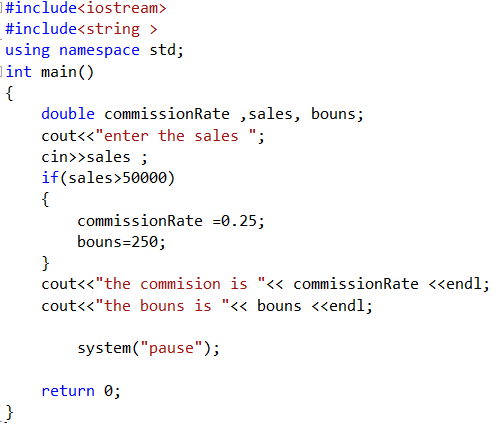 #include<iostream>
#include<string >
using namespace std;
int main()
{
    double commissionRate ,sales, bouns;
    cout<<"enter the sales ";
    cin>>sales ;
    if(sales>50000)
    {
        commissionRate =0.25;
        bouns=250;
    }
    cout<<"the commision is "<< commissionRate <<endl;
    cout<<"the bouns is "<< bouns <<endl;
        system("pause");
    return 0;
}